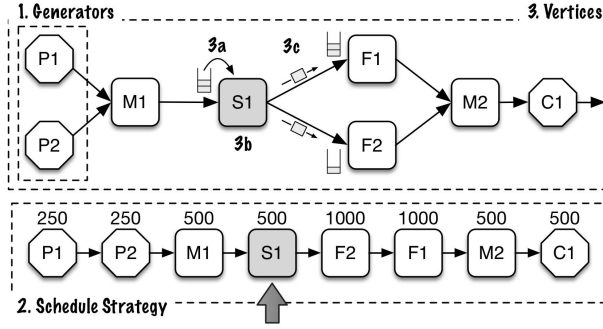 1. Generators
3. Vertices
3a
3c
P1
F1
M1
S1
M2
C1
P2
3b
F2
250 250 500 500 1000 1000 500 500
P1 P2 M1 S1 F2 F1 M2 C1
2. Schedule Strategy